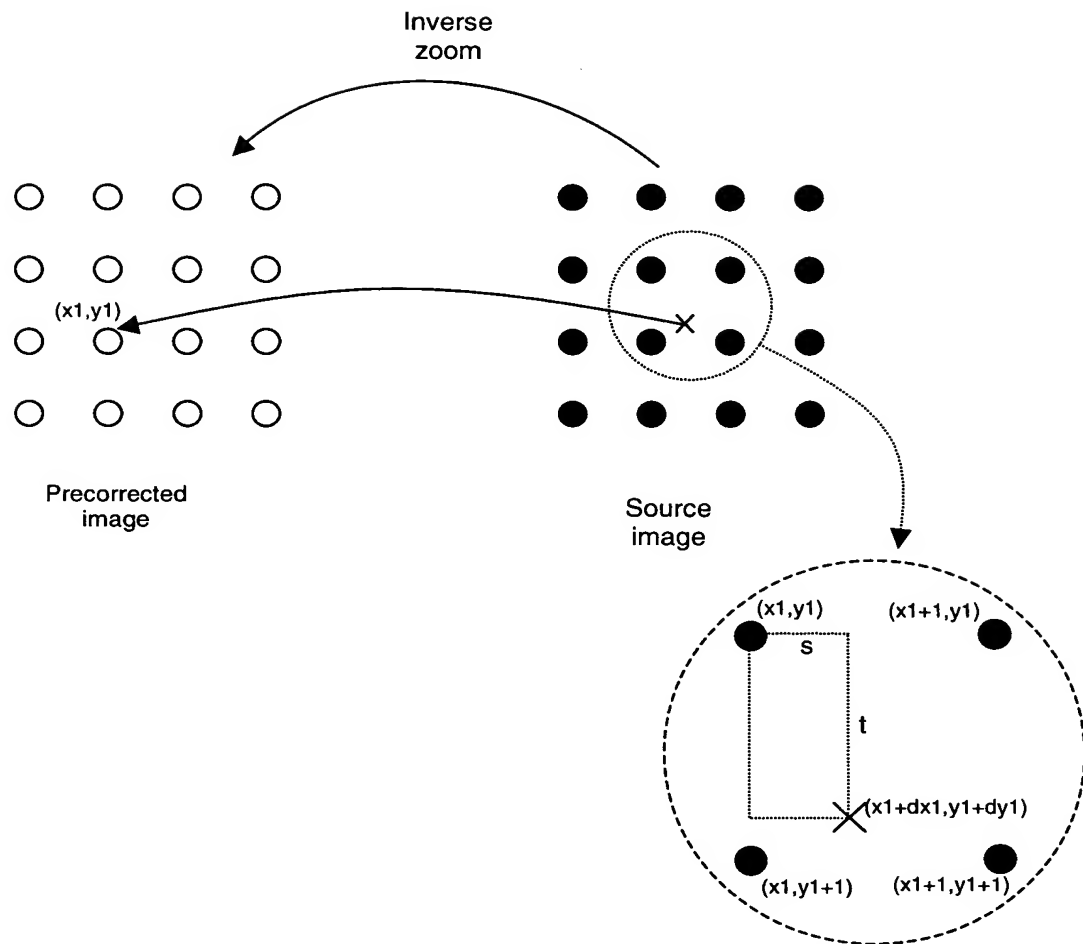 Inverse
zoom
(x1,y1)
Precorrected
image
Source
image
(x1,y1)
(x1+1,y1)
s
t
(x1+dx1,y1+dy1)
(x1,y1+1)
(x1+1,y1+1)